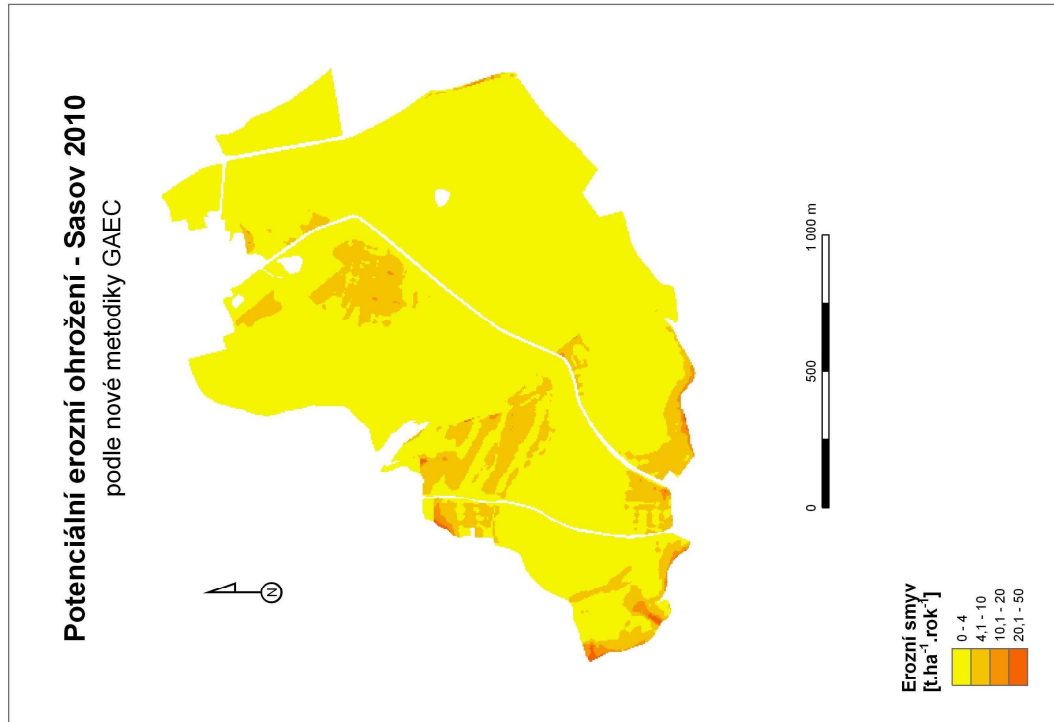 Potenciální erozní ohrožení - Sasov 2010
podle nové metodiky GAEC
N
0 500 1 000 m
Erozní smyv
[t.ha⁻¹.rok⁻¹]
0 - 4
4,1 - 10
10,1 - 20
20,1 - 50